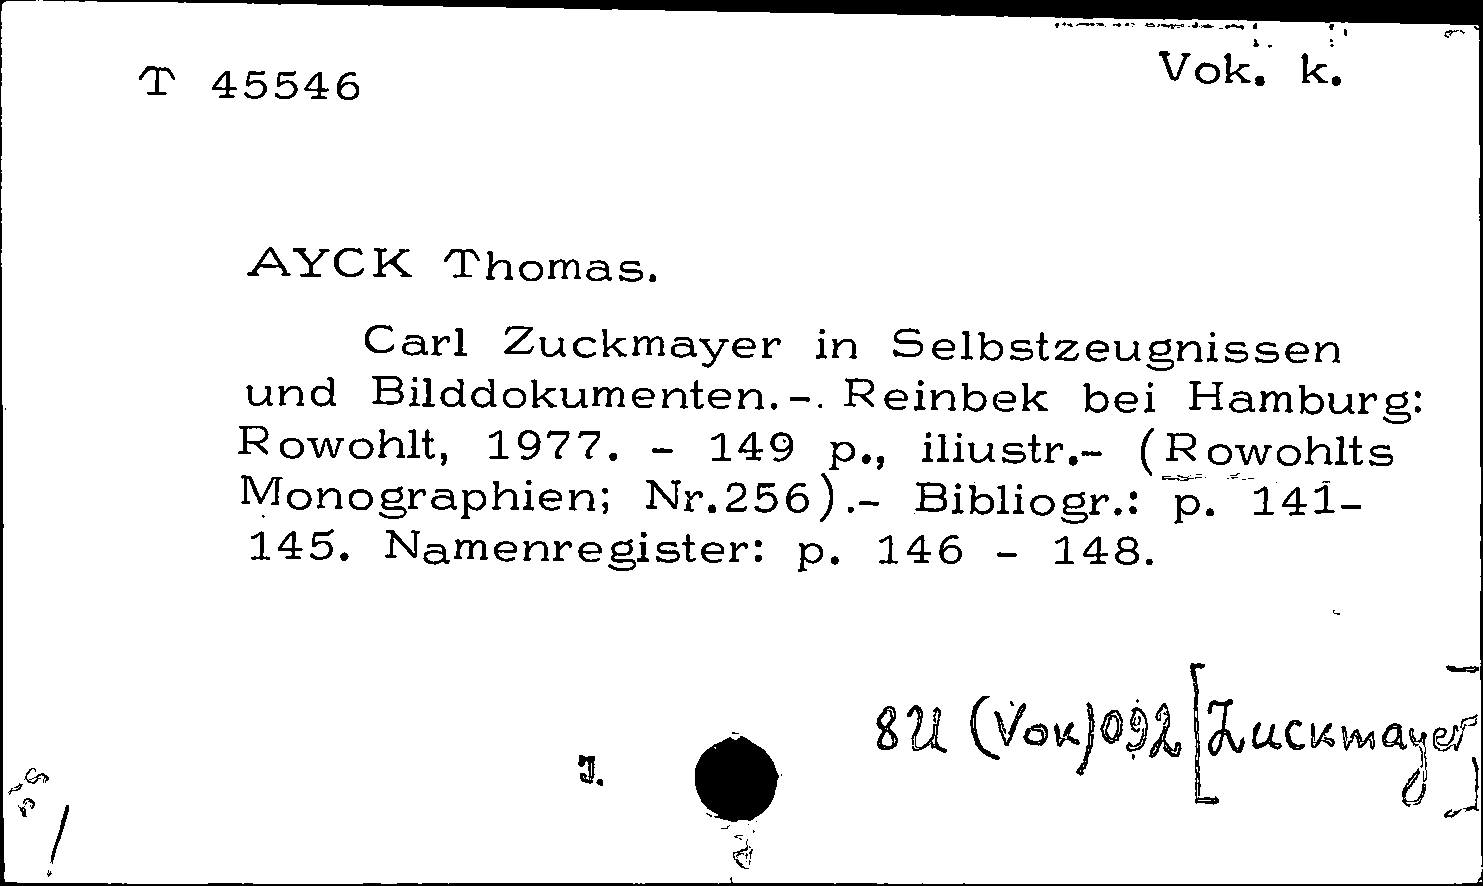 T 45546
Vok. k.
AYCK Thomas.
Carl Zuckmayer in Selbstzeugnissen
und Bilddokumenten.-. Reinbek bei Hamburg:
Rowohlt, 1977. - 149 p., iliustr.- (Rowohlts
Monographien; Nr.256).- Bibliogr.: p. 141-
145. Namenregister: p. 146 - 148.
8U (Vok)092 [Zuckmayer]
J.